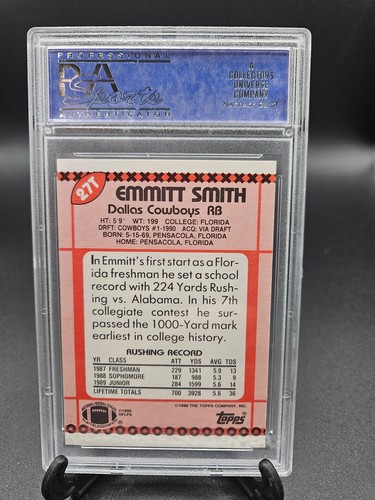 PROFESSIONAL
PSA
Sports
AUTHENTICATOR
A
COLLECTORS
UNIVERSE
COMPANY
27T
EMMITT SMITH
Dallas Cowboys RB
HT: 5'9" WT: 199 COLLEGE: FLORIDA
DRFT: COWBOYS #1-1990 ACQ: VIA DRAFT
BORN: 5-15-69, PENSACOLA, FLORIDA
HOME: PENSACOLA, FLORIDA
In Emmitt's first start as a Flor-
ida freshman he set a school
record with 224 Yards Rush-
ing vs. Alabama. In his 7th
collegiate contest he sur-
passed the 1000-Yard mark
earliest in college history.
RUSHING RECORD
YR CLASS ATT YDS AVG TDS
1987 FRESHMAN 229 1341 5.9 13
1988 SOPHOMORE 187 988 5.3 9
1989 JUNIOR 284 1599 5.6 14
LIFETIME TOTALS 700 3928 5.6 36
©1990 THE TOPPS COMPANY, INC.
©1990
NFLPA
Topps